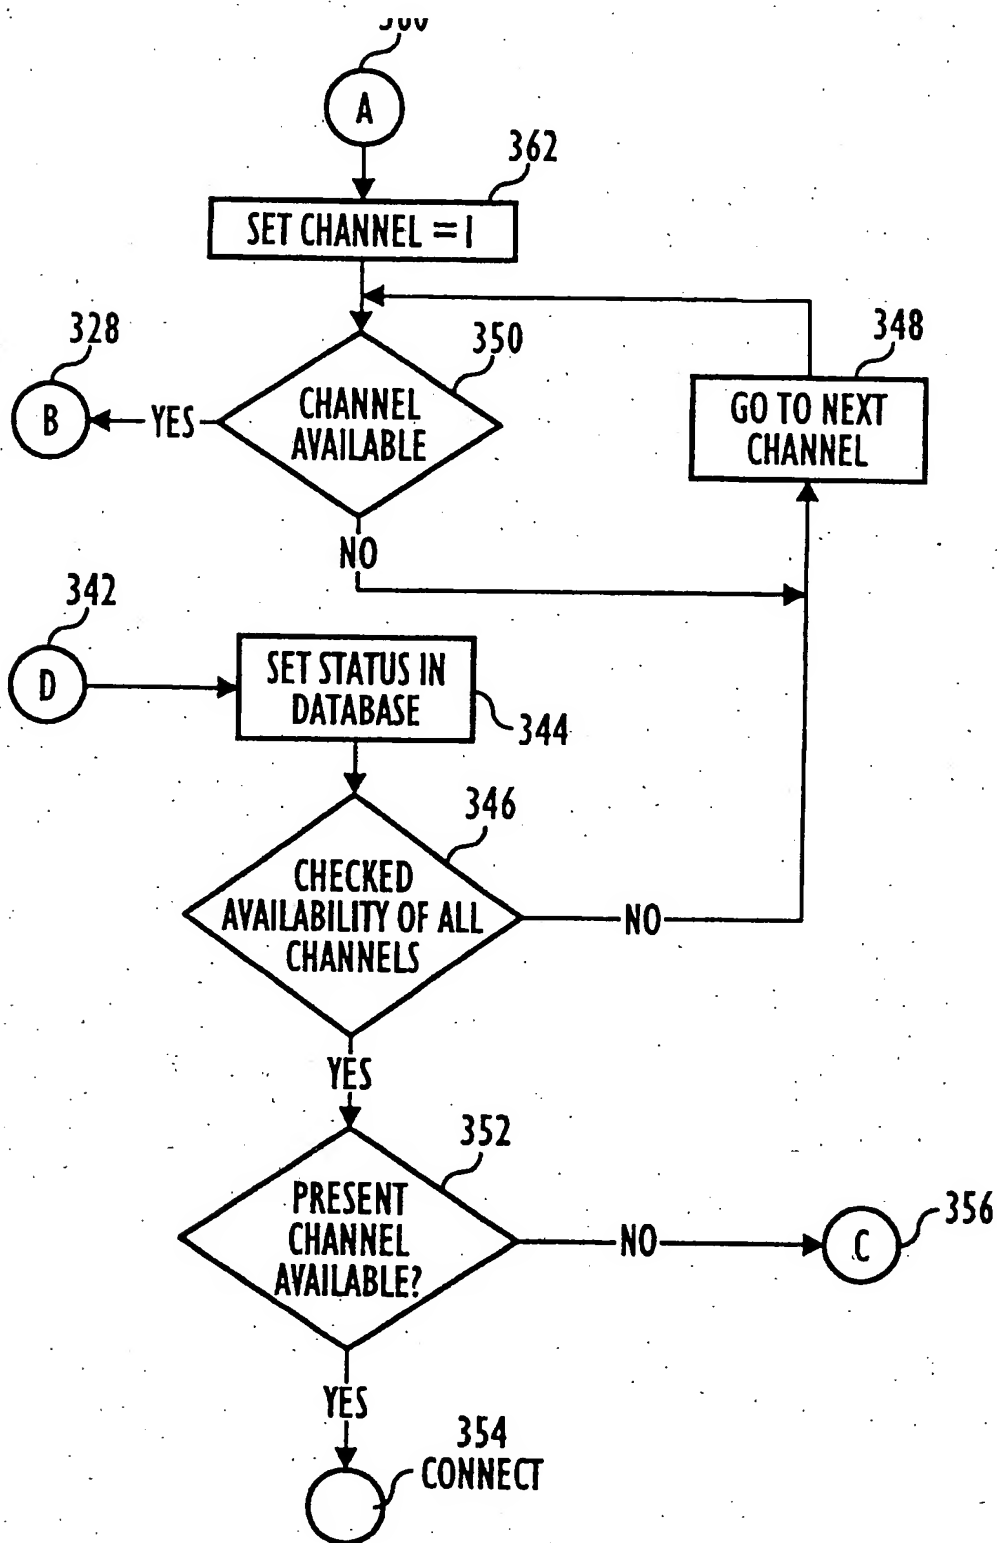 A
362
SET CHANNEL = 1
328
350
348
B
YES
CHANNEL
AVAILABLE
GO TO NEXT
CHANNEL
NO
342
D
SET STATUS IN
DATABASE
344
346
CHECKED
AVAILABILITY OF ALL
CHANNELS
NO
YES
352
PRESENT
CHANNEL
AVAILABLE?
NO
C
356
YES
354
CONNECT